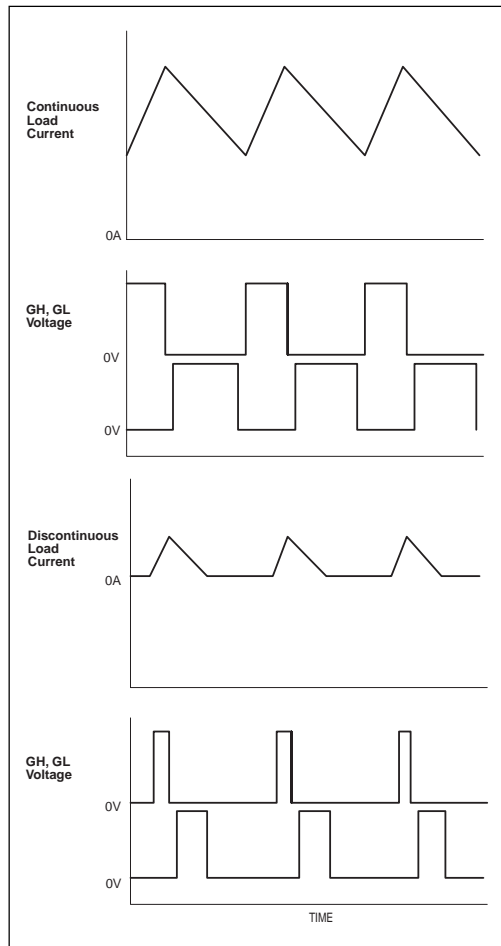 Continuous
Load
Current
0A
GH, GL
Voltage
0V
0V
Discontinuous
Load
Current
0A
GH, GL
Voltage
0V
0V
TIME